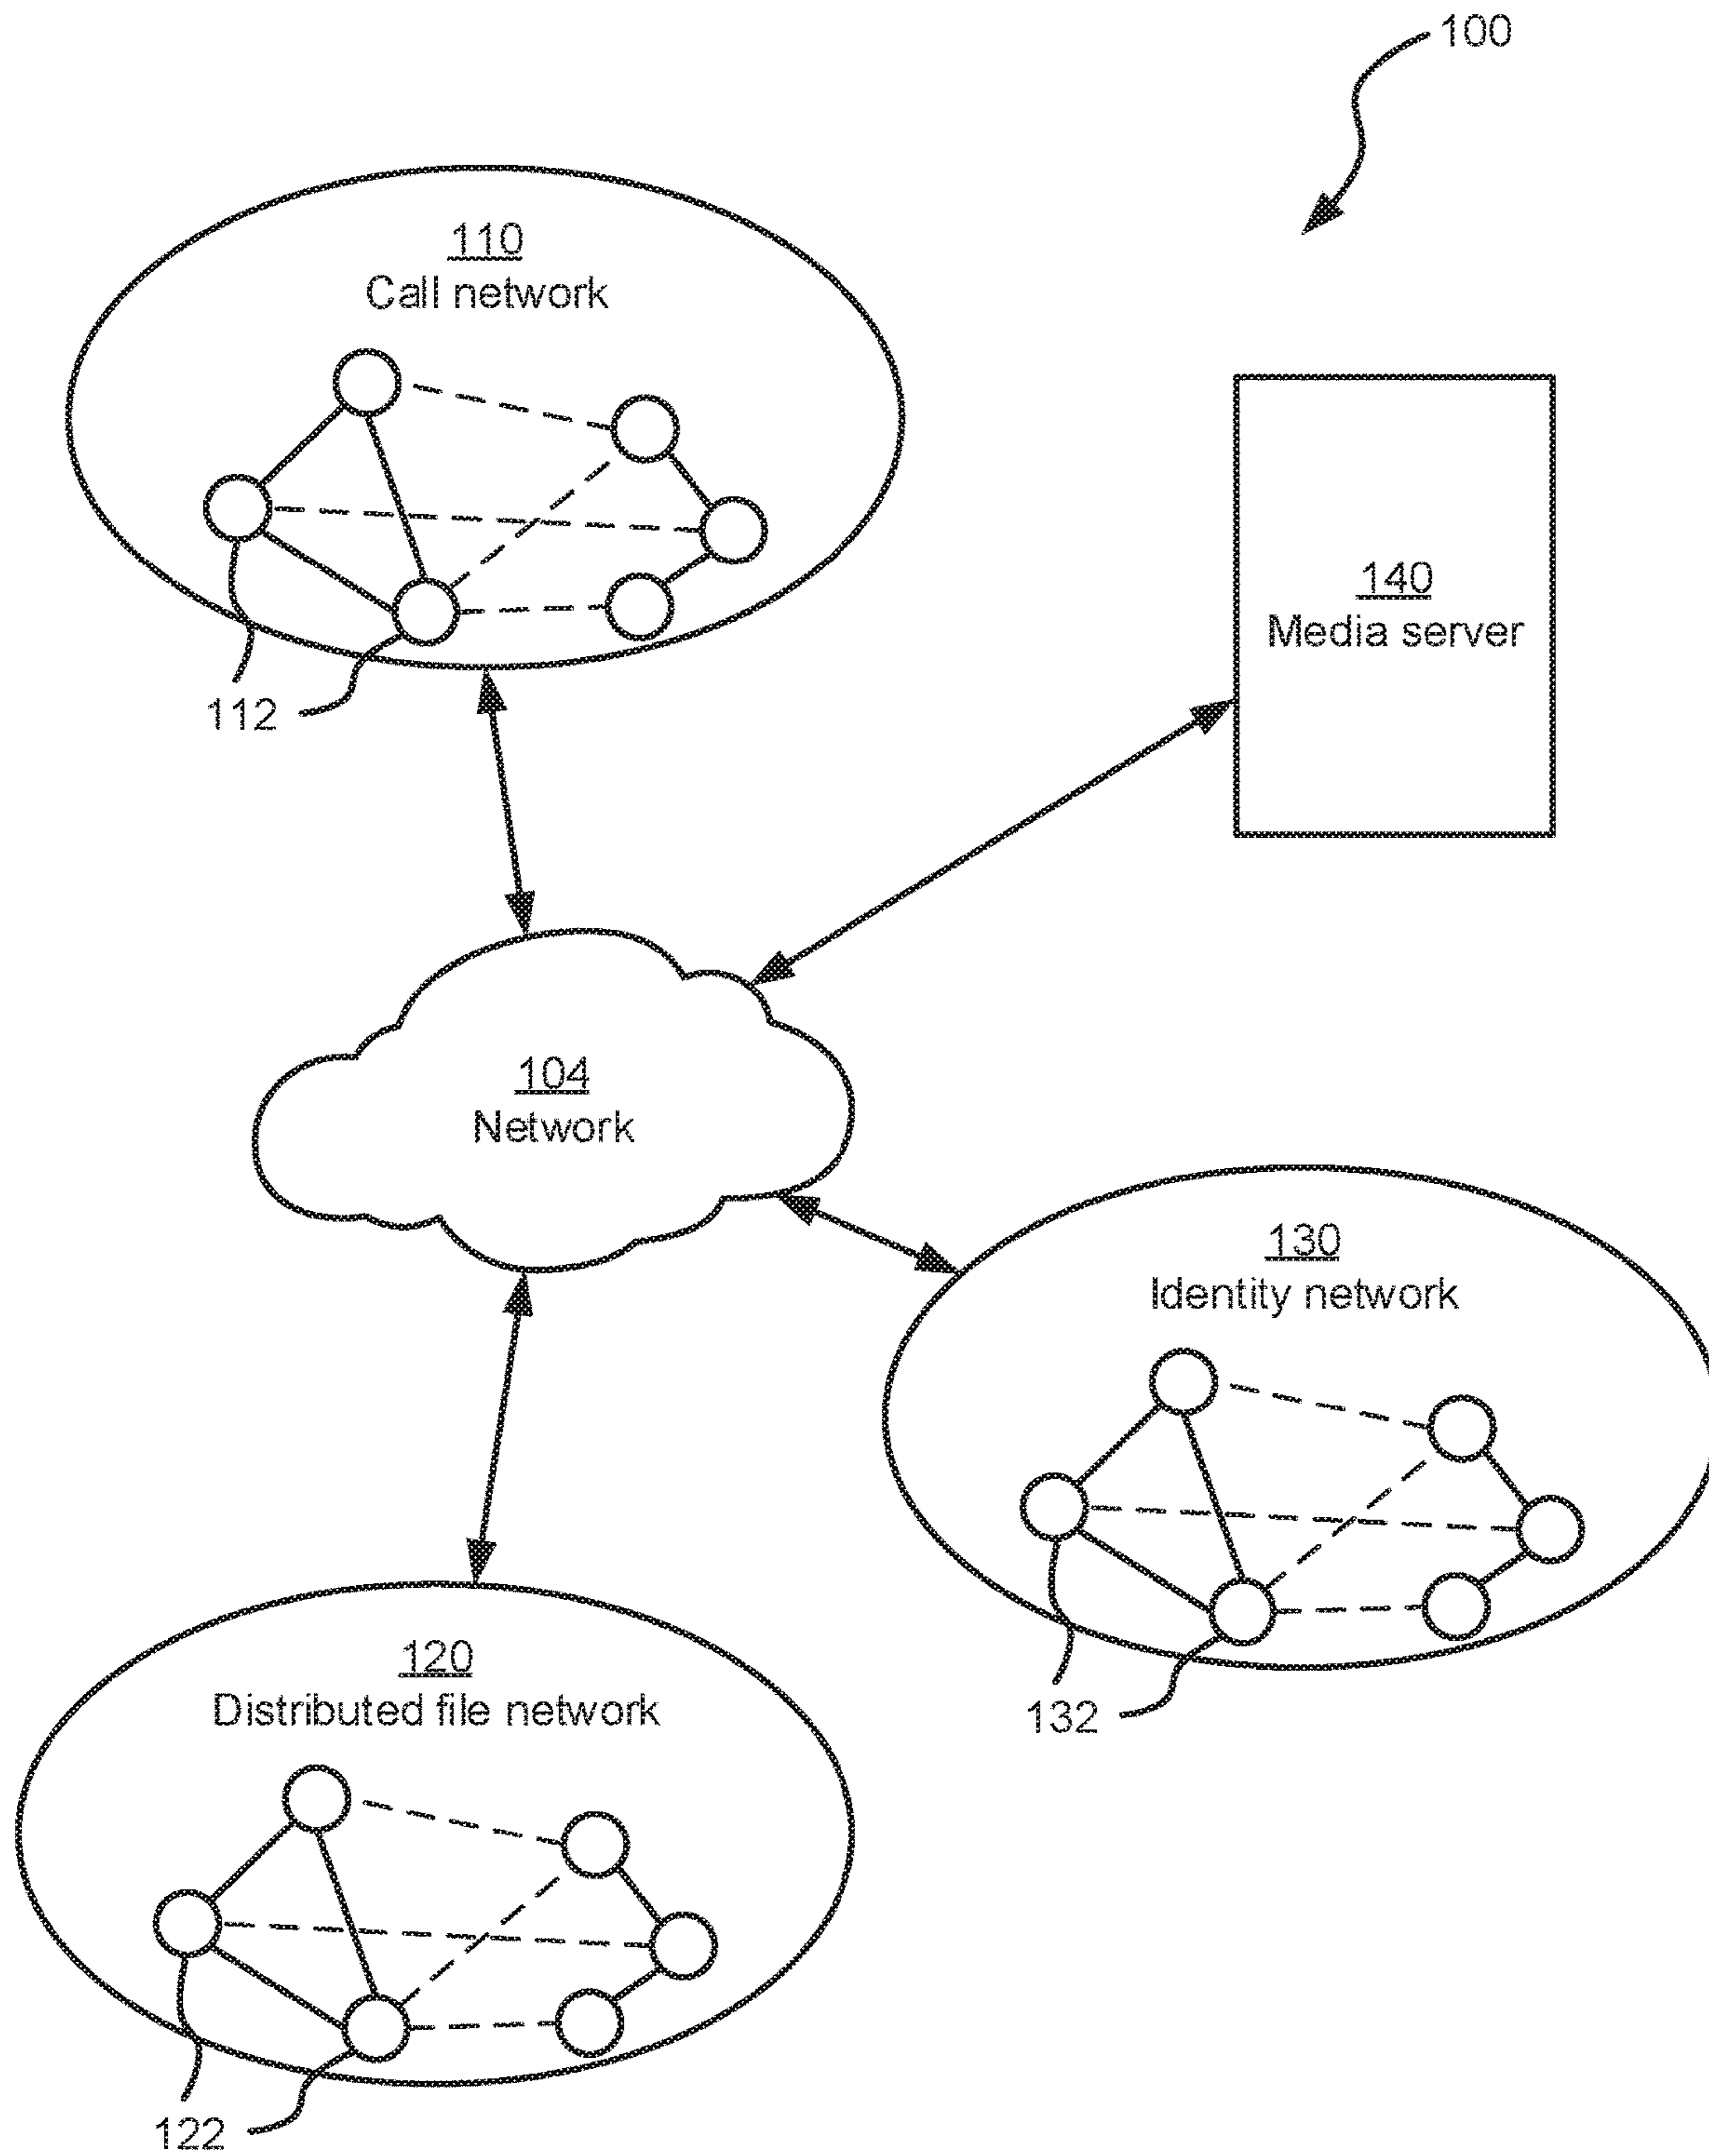 100
110
Call network
140
Media server
112
104
Network
130
Identity network
120
Distributed file network
132
122